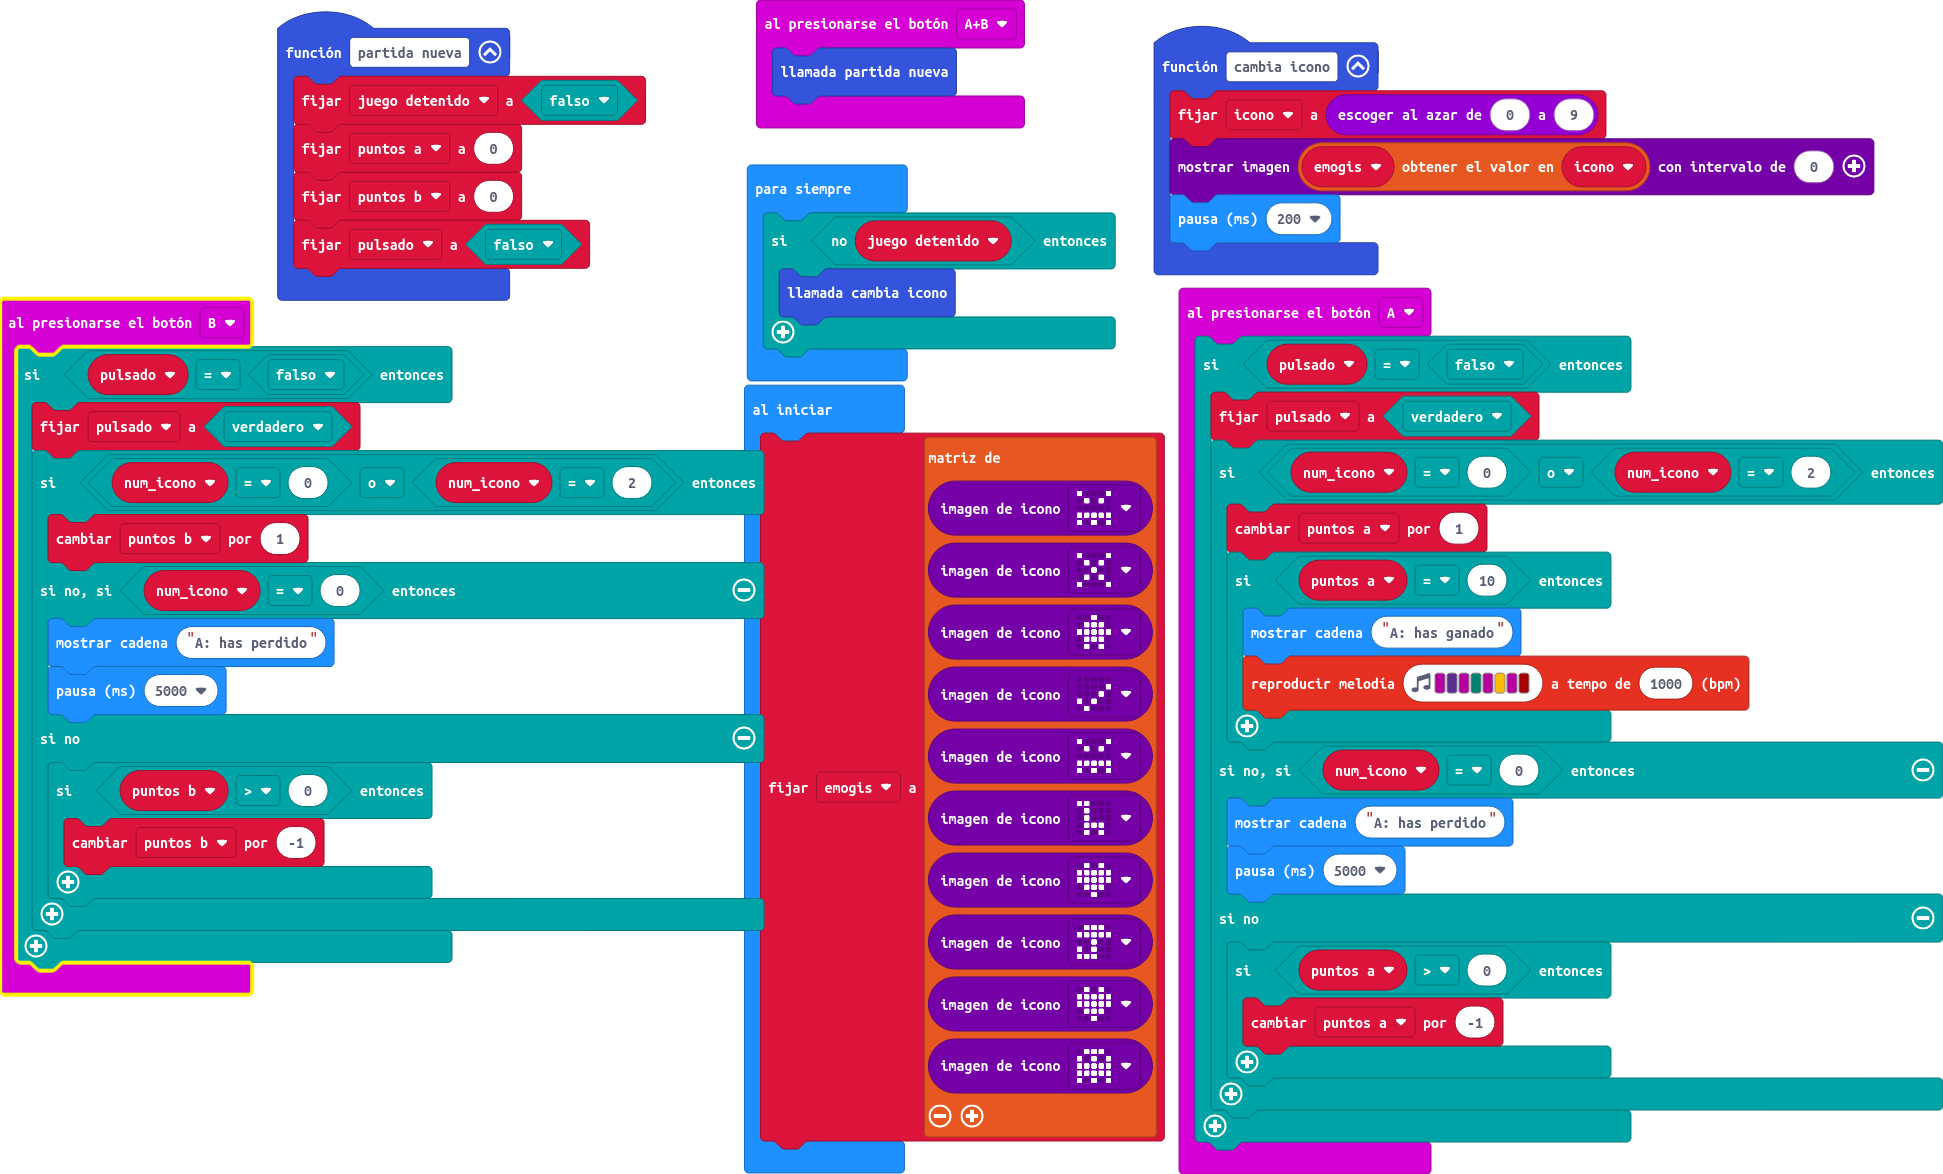 función partida nueva
fijar juego detenido a falso
fijar puntos a a 0
fijar puntos b a 0
fijar pulsado a falso
al presionarse el botón A+B
llamada partida nueva
función cambia icono
fijar icono a escoger al azar de 0 a 9
mostrar imagen emogis obtener el valor en icono con intervalo de 0
pausa (ms) 200
para siempre
si no juego detenido entonces
llamada cambia icono
al presionarse el botón B
si pulsado = falso entonces
fijar pulsado a verdadero
si num_icono = 0 o num_icono = 2 entonces
cambiar puntos b por 1
si no, si num_icono = 0 entonces
mostrar cadena "A: has perdido"
pausa (ms) 5000
si no
si puntos b > 0 entonces
cambiar puntos b por -1
al iniciar
fijar emogis a
matriz de
imagen de icono
imagen de icono
imagen de icono
imagen de icono
imagen de icono
imagen de icono
imagen de icono
imagen de icono
imagen de icono
imagen de icono
al presionarse el botón A
si pulsado = falso entonces
fijar pulsado a verdadero
si num_icono = 0 o num_icono = 2 entonces
cambiar puntos a por 1
si puntos a = 10 entonces
mostrar cadena "A: has ganado"
reproducir melodía a tempo de 1000 (bpm)
si no, si num_icono = 0 entonces
mostrar cadena "A: has perdido"
pausa (ms) 5000
si no
si puntos a > 0 entonces
cambiar puntos a por -1